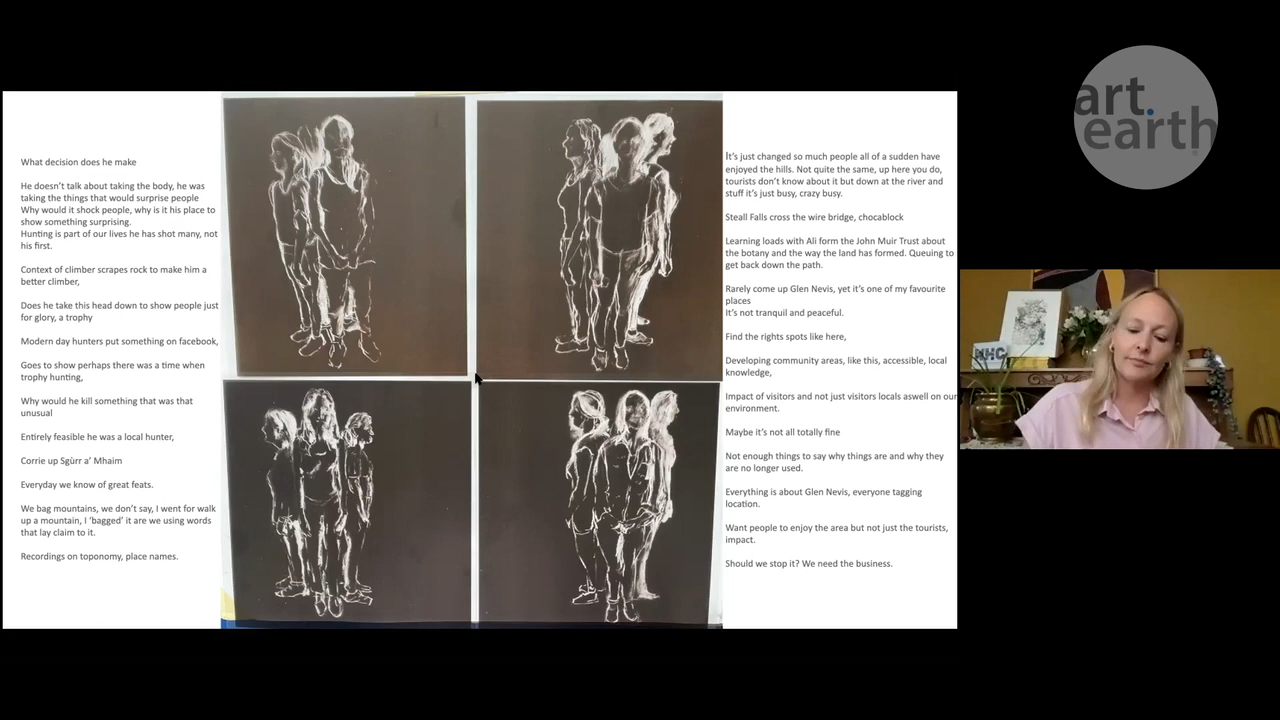 What decision does he make
He doesn't talk about taking the body, he was
taking the things that would surprise people
Why would it shock people, why is it his place to
show something surprising.
Hunting is part of our lives he has shot many, not
his first.
Context of climber scrapes rock to make him a
better climber,
Does he take this head down to show people just
for glory, a trophy
Modern day hunters put something on facebook,
Goes to show perhaps there was a time when
trophy hunting,
Why would he kill something that was that
unusual
Entirely feasible he was a local hunter,
Corrie up Sgùrr a' Mhaim
Everyday we know of great feats.
We bag mountains, we don't say, I went for walk
up a mountain, I 'bagged' it are we using words
that lay claim to it.
Recordings on toponomy, place names.
It's just changed so much people all of a sudden have
enjoyed the hills. Not quite the same, up here you do,
tourists don't know about it but down at the river and
stuff it's just busy, crazy busy.
Steall Falls cross the wire bridge, chocablock
Learning loads with Ali form the John Muir Trust about
the botany and the way the land has formed. Queuing to
get back down the path.
Rarely come up Glen Nevis, yet it's one of my favourite
places
It's not tranquil and peaceful.
Find the rights spots like here,
Developing community areas, like this, accessible, local
knowledge,
Impact of visitors and not just visitors locals aswell on our
environment.
Maybe it's not all totally fine
Not enough things to say why things are and why they
are no longer used.
Everything is about Glen Nevis, everyone tagging
location.
Want people to enjoy the area but not just the tourists,
impact.
Should we stop it? We need the business.
art.
earth
NHC